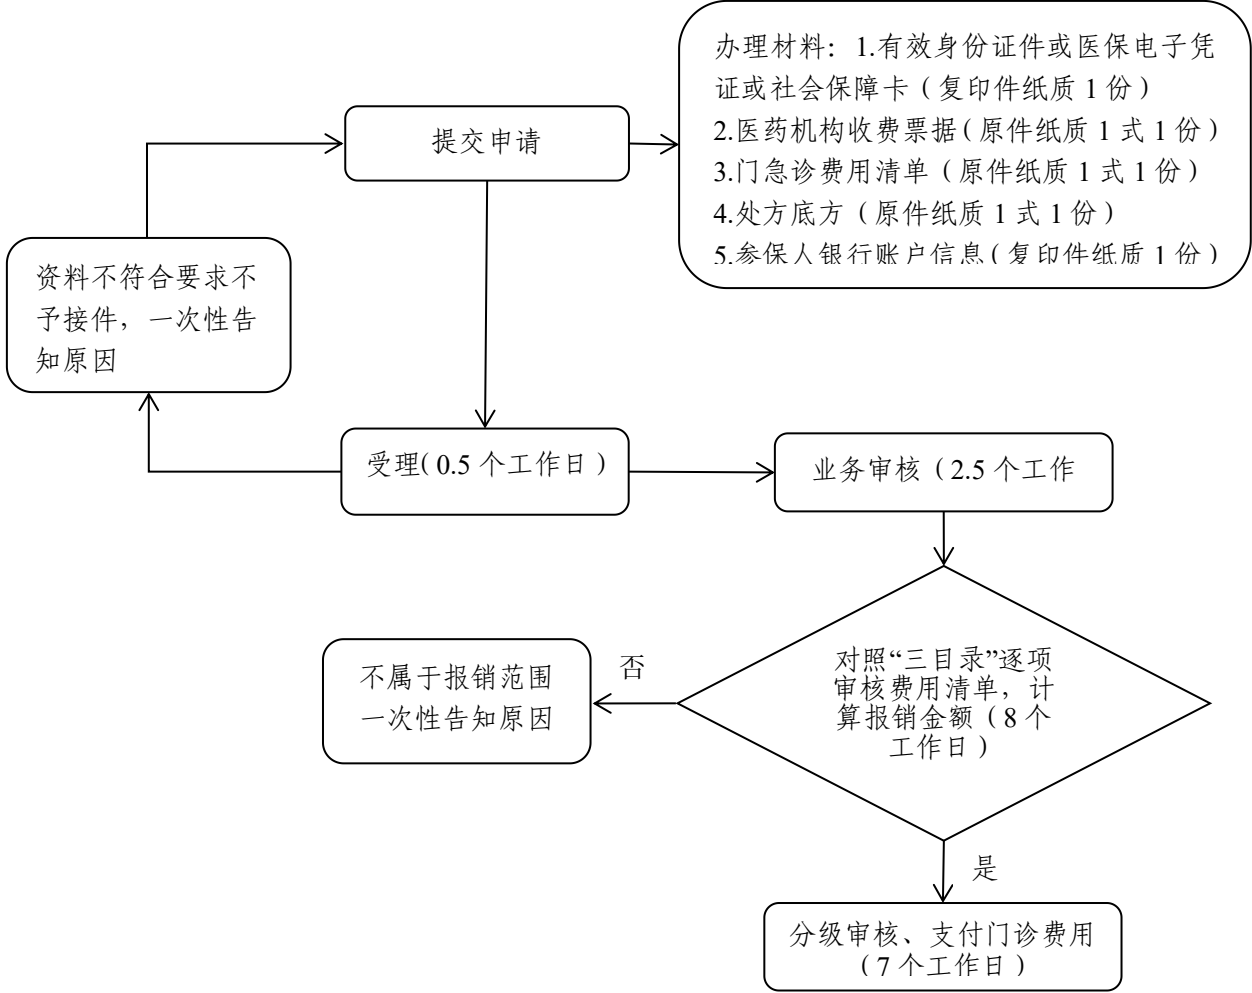 办理材料：1.有效身份证件或医保电子凭
证或社会保障卡（复印件纸质 1 份）
2.医药机构收费票据（原件纸质 1 式 1 份）
3.门急诊费用清单（原件纸质 1 式 1 份）
4.处方底方（原件纸质 1 式 1 份）
5.参保人银行账户信息（复印件纸质 1 份）
提交申请
资料不符合要求不
予接件，一次性告
知原因
受理（0.5 个工作日）
业务审核（2.5 个工作
对照“三目录”逐项
审核费用清单，计
算报销金额（8 个
工作日）
否
不属于报销范围
一次性告知原因
是
分级审核、支付门诊费用
（7 个工作日）